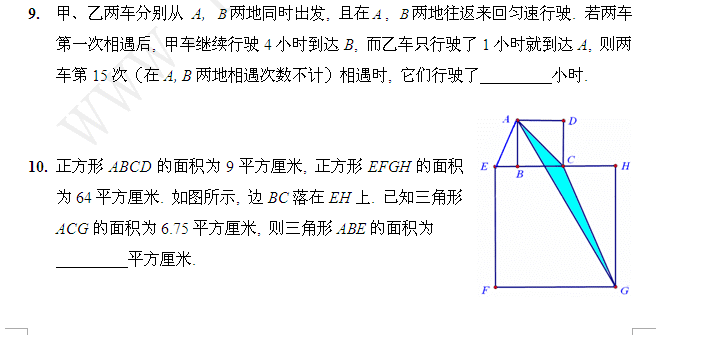 9. 甲、乙两车分别从 A, B两地同时出发, 且在A, B两地往返来回匀速行驶. 若两车
第一次相遇后, 甲车继续行驶 4 小时到达 B, 而乙车只行驶了 1 小时就到达 A, 则两
车第 15 次（在 A, B 两地相遇次数不计）相遇时, 它们行驶了________小时.
WWW
10. 正方形 ABCD 的面积为 9 平方厘米, 正方形 EFGH 的面积
为 64 平方厘米. 如图所示, 边 BC 落在 EH 上. 已知三角形
ACG 的面积为 6.75 平方厘米, 则三角形 ABE 的面积为
________平方厘米.
A D
E B C H
F G